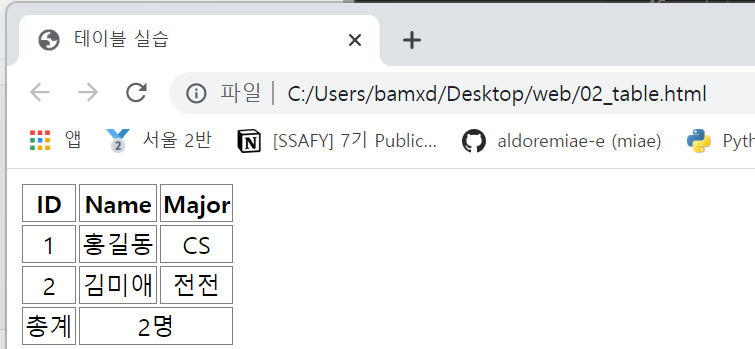 테이블 실습
파일 C:/Users/bamxd/Desktop/web/02_table.html
앱 서울 2반 [SSAFY] 7기 Public... aldoremiae-e (miae) Pyth
ID Name Major
1 홍길동 CS
2 김미애 전전
총계 2명